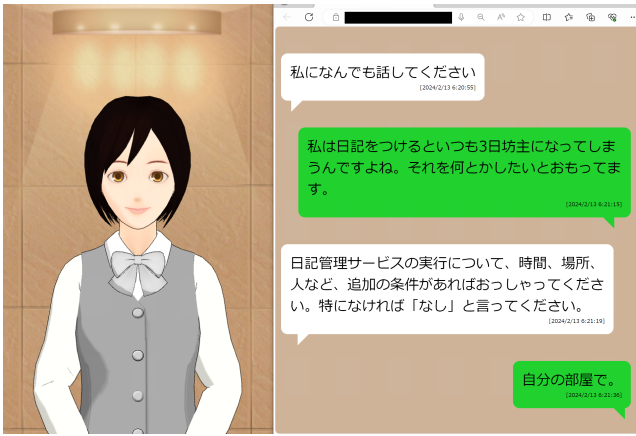 私になんでも話してください
[2024/2/13 6:20:55]
私は日記をつけるといつも3日坊主になってしま
うんですよね。それを何とかしたいとおもってま
す。
[2024/2/13 6:21:15]
日記管理サービスの実行について、時間、場所、
人など、追加の条件があればおっしゃってくださ
い。特になければ「なし」と言ってください。
[2024/2/13 6:21:19]
自分の部屋で。
[2024/2/13 6:21:36]